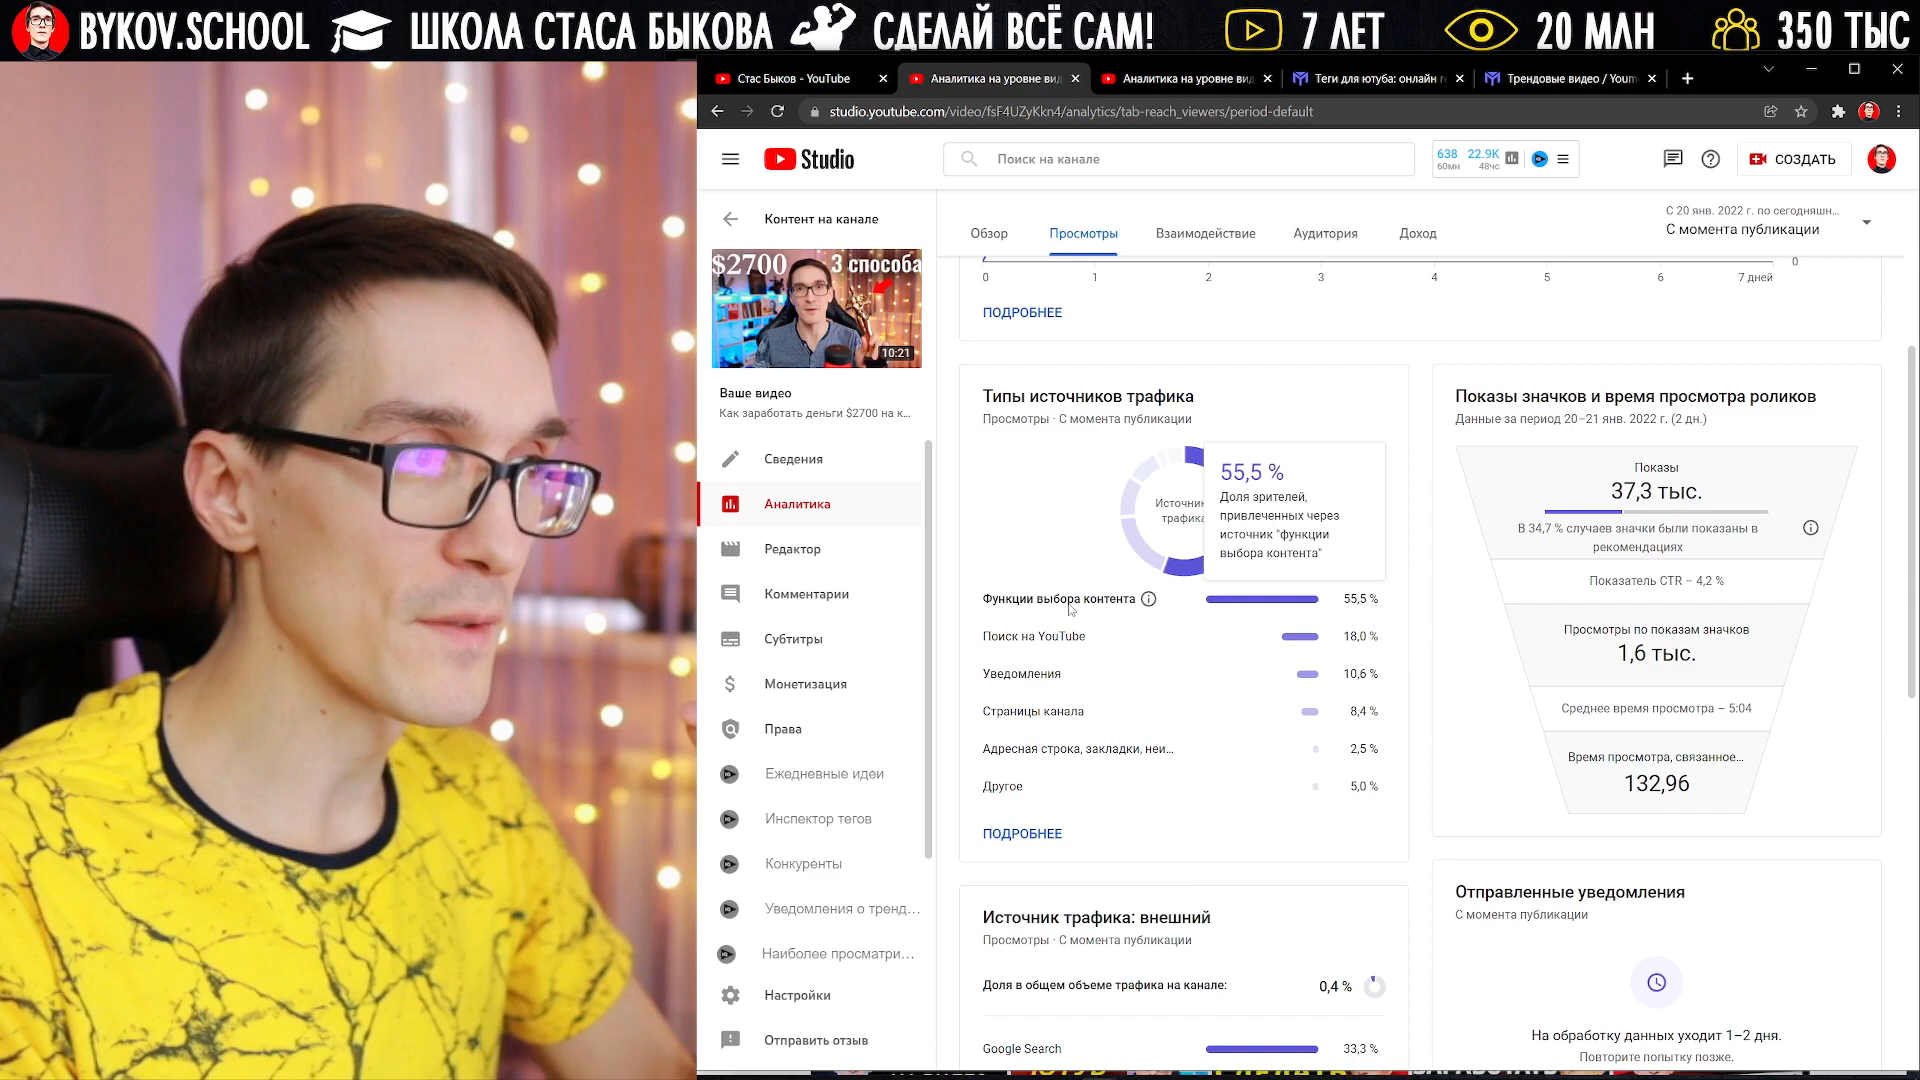 BYKOV.SCHOOL ШКОЛА СТАСА БЫКОВА СДЕЛАЙ ВСЁ САМ! 7 ЛЕТ 20 МЛН 350 ТЫС
Стас Быков - YouTube
Аналитика на уровне вид
Аналитика на уровне вид
Теги для ютуба: онлайн г
Трендовые видео / Youm
studio.youtube.com/video/fsF4UZyKkn4/analytics/tab-reach_viewers/period-default
Studio
Поиск на канале
638 22.9K
60мн 48чс
СОЗДАТЬ
Контент на канале
$2700 3 способа
10:21
Ваше видео
Как заработать деньги $2700 на к...
Сведения
Аналитика
Редактор
Комментарии
Субтитры
Монетизация
Права
Ежедневные идеи
Инспектор тегов
Конкуренты
Уведомления о тренд...
Наиболее просматри...
Настройки
Отправить отзыв
Обзор
Просмотры
Взаимодействие
Аудитория
Доход
С 20 янв. 2022 г. по сегодняшн...
С момента публикации
0
0 1 2 3 4 5 6 7 дней
ПОДРОБНЕЕ
Типы источников трафика
Просмотры · С момента публикации
Источник
трафика
55,5 %
Доля зрителей,
привлеченных через
источник "функции
выбора контента"
Функции выбора контента 55,5 %
Поиск на YouTube 18,0 %
Уведомления 10,6 %
Страницы канала 8,4 %
Адресная строка, закладки, неи... 2,5 %
Другое 5,0 %
ПОДРОБНЕЕ
Источник трафика: внешний
Просмотры · С момента публикации
Доля в общем объеме трафика на канале: 0,4 %
Google Search 33,3 %
Показы значков и время просмотра роликов
Данные за период 20–21 янв. 2022 г. (2 дн.)
Показы
37,3 тыс.
В 34,7 % случаев значки были показаны в
рекомендациях
Показатель CTR – 4,2 %
Просмотры по показам значков
1,6 тыс.
Среднее время просмотра – 5:04
Время просмотра, связанное...
132,96
Отправленные уведомления
С момента публикации
На обработку данных уходит 1–2 дня.
Повторите попытку позже.